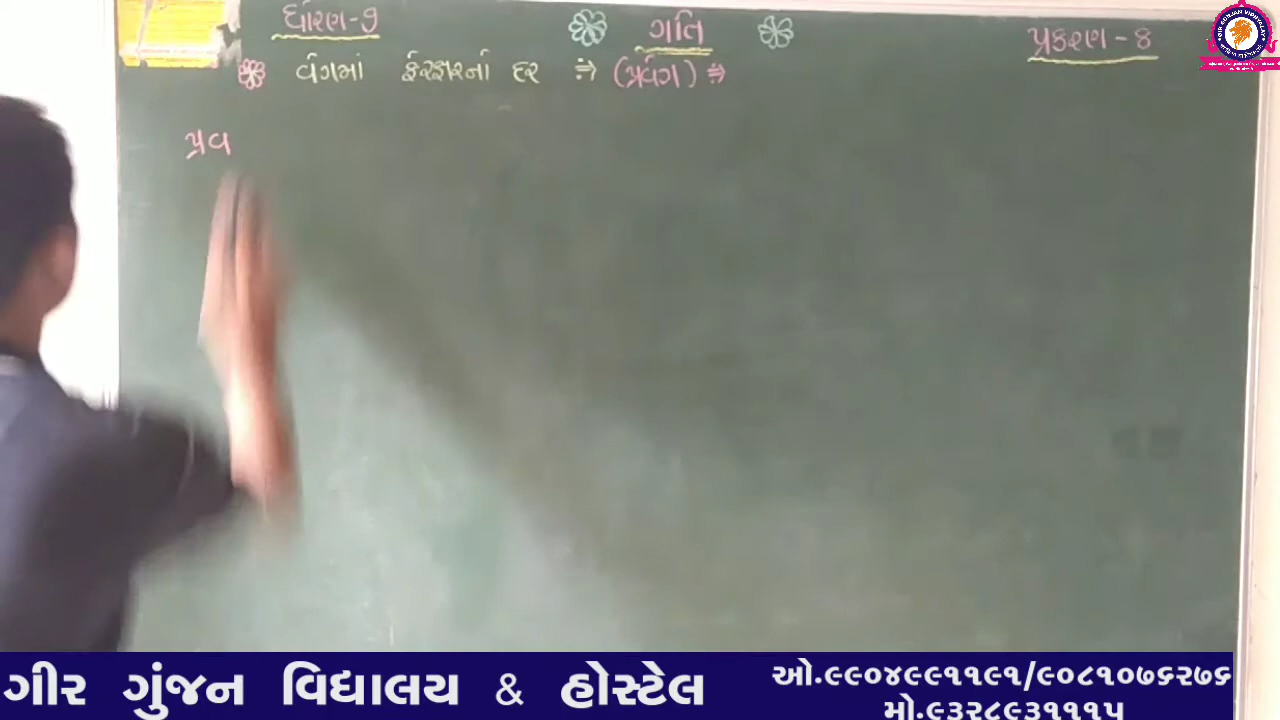 ધોરણ-9
ગતિ
પ્રકરણ - 8
વેગમાં ફેરફારનો દર ⇒ (પ્રવેગ) ⇒
પ્રવ
ગીર ગુંજન વિદ્યાલય & હોસ્ટેલ
ઓ.૯૯૦૪૯૯૧૧૯૧/૯૦૮૧૦૭૬૨૭૬
મો.૯૩૨૮૯૩૧૧૧૫